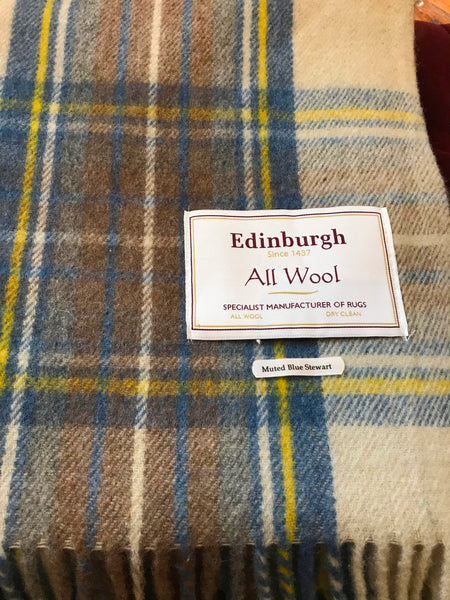 Edinburgh
Since 1437
All Wool
SPECIALIST MANUFACTURER OF RUGS
ALL WOOL DRY CLEAN
Muted Blue Stewart